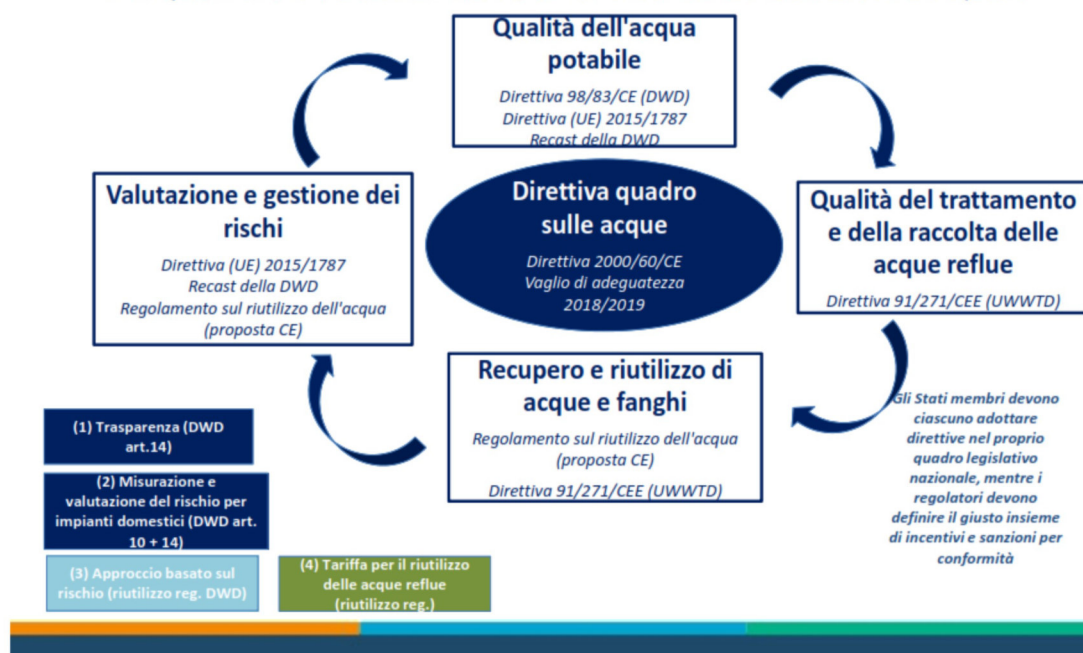 Qualità dell'acqua
potabile
Direttiva 98/83/CE (DWD)
Direttiva (UE) 2015/1787
Recast della DWD
Valutazione e gestione dei
rischi
Direttiva (UE) 2015/1787
Recast della DWD
Regolamento sul riutilizzo dell'acqua
(proposta CE)
Direttiva quadro
sulle acque
Direttiva 2000/60/CE
Vaglio di adeguatezza
2018/2019
Qualità del trattamento
e della raccolta delle
acque reflue
Direttiva 91/271/CEE (UWWTD)
Recupero e riutilizzo di
acque e fanghi
Regolamento sul riutilizzo dell'acqua
(proposta CE)
Direttiva 91/271/CEE (UWWTD)
Gli Stati membri devono
ciascuno adottare
direttive nel proprio
quadro legislativo
nazionale, mentre i
regolatori devono
definire il giusto insieme
di incentivi e sanzioni per
conformità
(1) Trasparenza (DWD
art.14)
(2) Misurazione e
valutazione del rischio per
impianti domestici (DWD art.
10 + 14)
(3) Approccio basato sul
rischio (riutilizzo reg. DWD)
(4) Tariffa per il riutilizzo
delle acque reflue
(riutilizzo reg.)